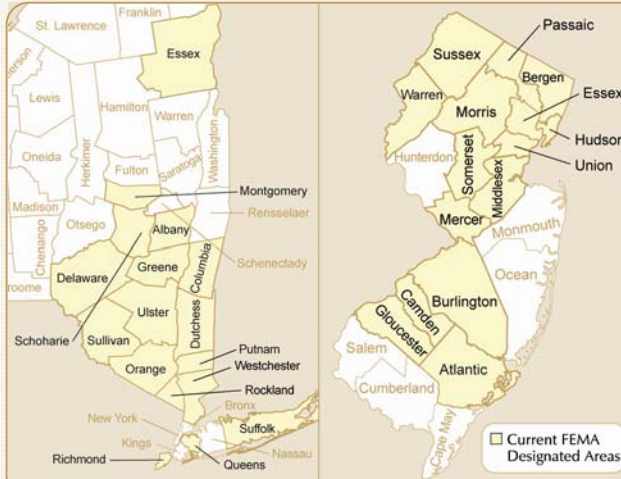 Franklin
St. Lawrence
Essex
Lewis
Hamilton
Warren
Washington
Herkimer
Oneida
Fulton
Saratoga
Montgomery
Madison
Otsego
Rensselaer
Chenango
Albany
Schenectady
Greene
Columbia
Delaware
Ulster
Dutchess
Schoharie
Sullivan
Putnam
Westchester
Orange
Rockland
New York
Bronx
Suffolk
Kings
Nassau
Richmond
Queens
Passaic
Sussex
Bergen
Warren
Morris
Essex
Hudson
Somerset
Union
Hunterdon
Middlesex
Mercer
Monmouth
Ocean
Burlington
Camden
Gloucester
Salem
Atlantic
Cumberland
Cape May
Current FEMA
Designated Areas